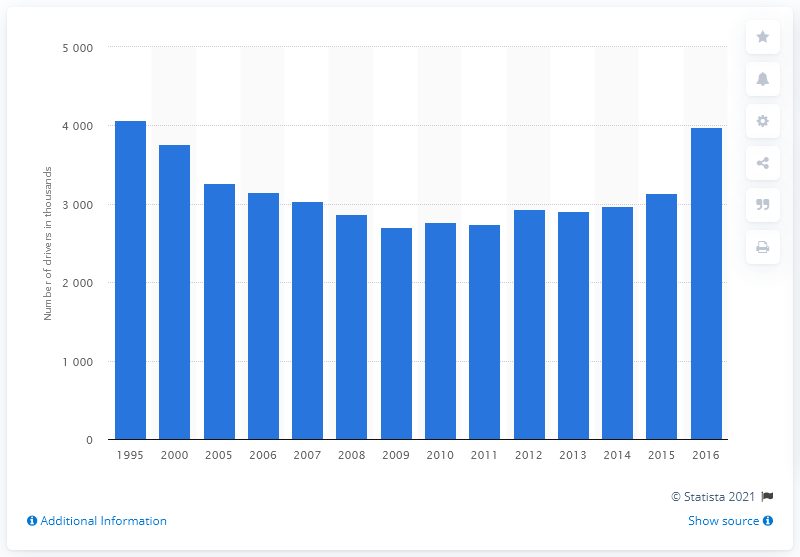 5 000
4 000
3 000
2 000
1 000
0
Number of drivers in thousands
1995 2000 2005 2006 2007 2008 2009 2010 2011 2012 2013 2014 2015 2016
© Statista 2021
Additional Information
Show source